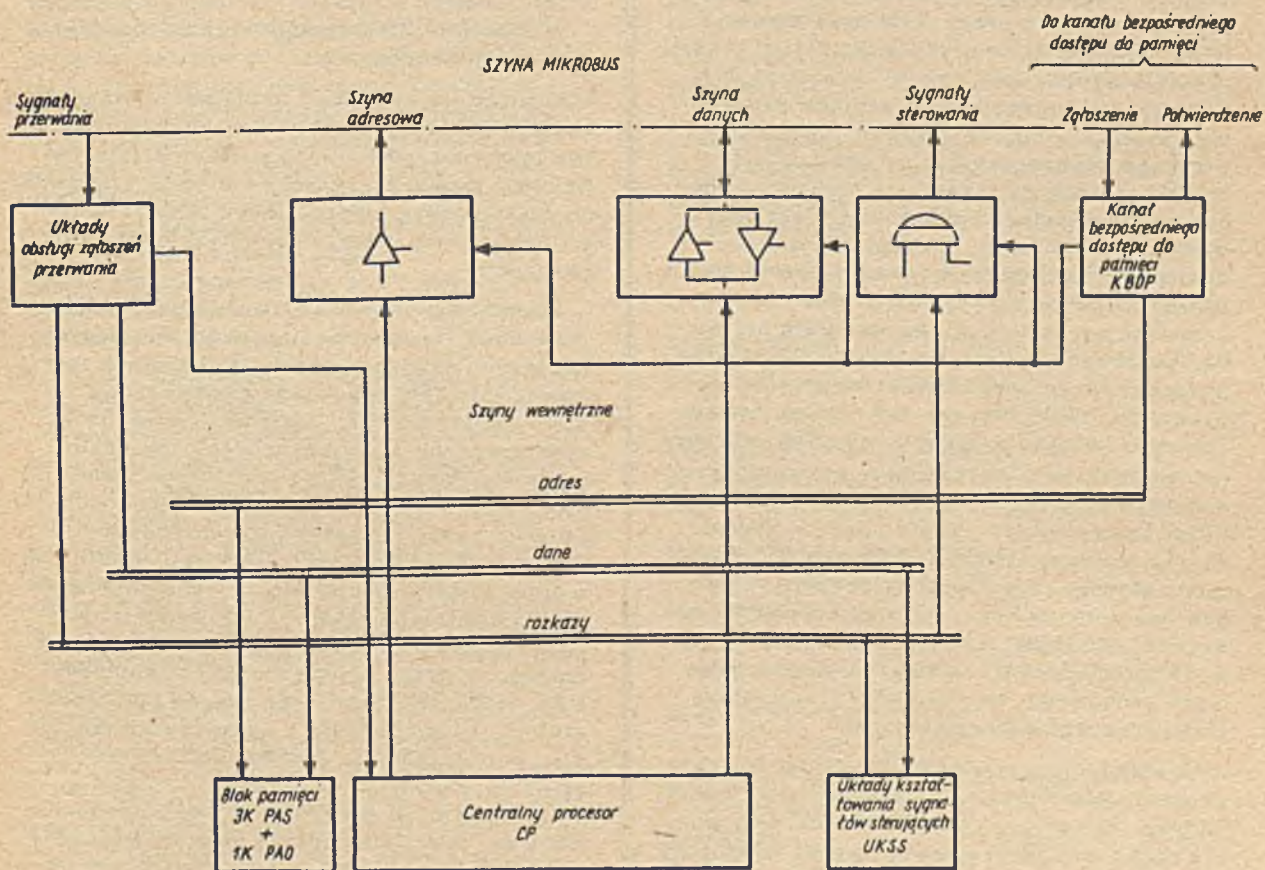 Do kanału bezpośredniego
dostępu do pamięci
SZYNA MIKROBUS
Sygnały
przerwania
Szyna
adresowa
Szyna
danych
Sygnały
sterowania
Zgłoszenie
Potwierdzenie
Układy
obsługi zgłoszeń
przerwania
Kanał
bezpośredniego
dostępu do
pamięci
KBDP
Szyny wewnętrzne
adres
dane
rozkazy
Blok pamięci
3K PAS
+
1K PAO
Centralny procesor
CP
Układy kształ-
towania sygna-
łów sterujących
UKSS